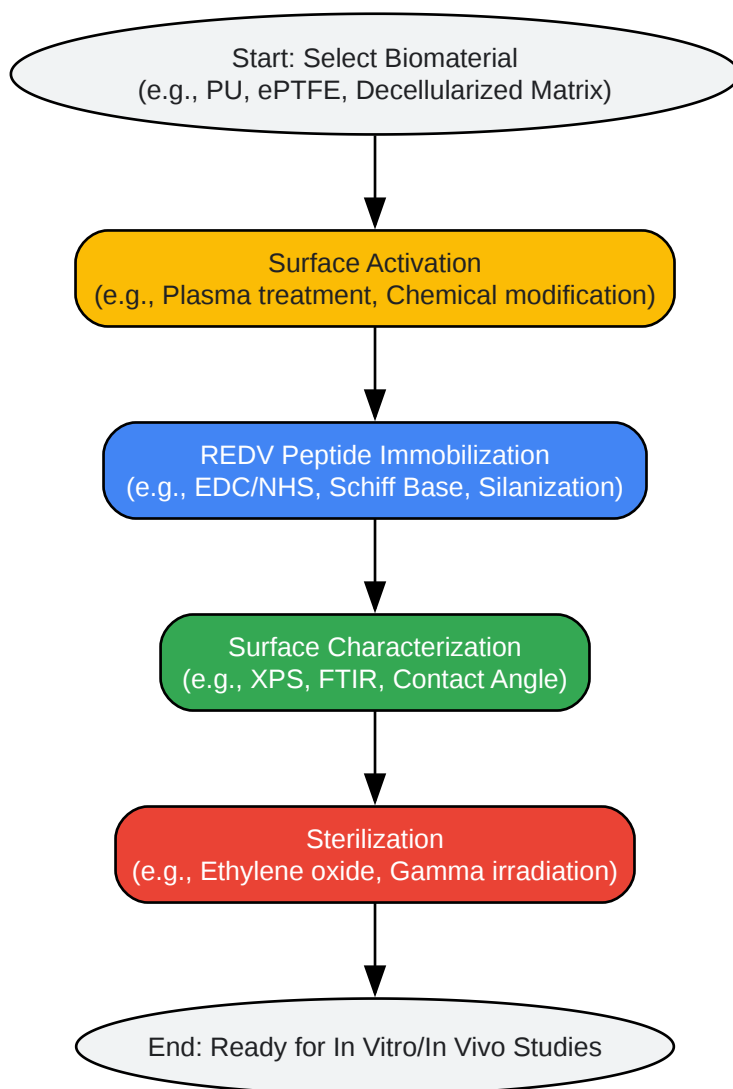 Start: Select Biomaterial
(e.g., PU, ePTFE, Decellularized Matrix)
Surface Activation
(e.g., Plasma treatment, Chemical modification)
REDV Peptide Immobilization
(e.g., EDC/NHS, Schiff Base, Silanization)
Surface Characterization
(e.g., XPS, FTIR, Contact Angle)
Sterilization
(e.g., Ethylene oxide, Gamma irradiation)
End: Ready for In Vitro/In Vivo Studies